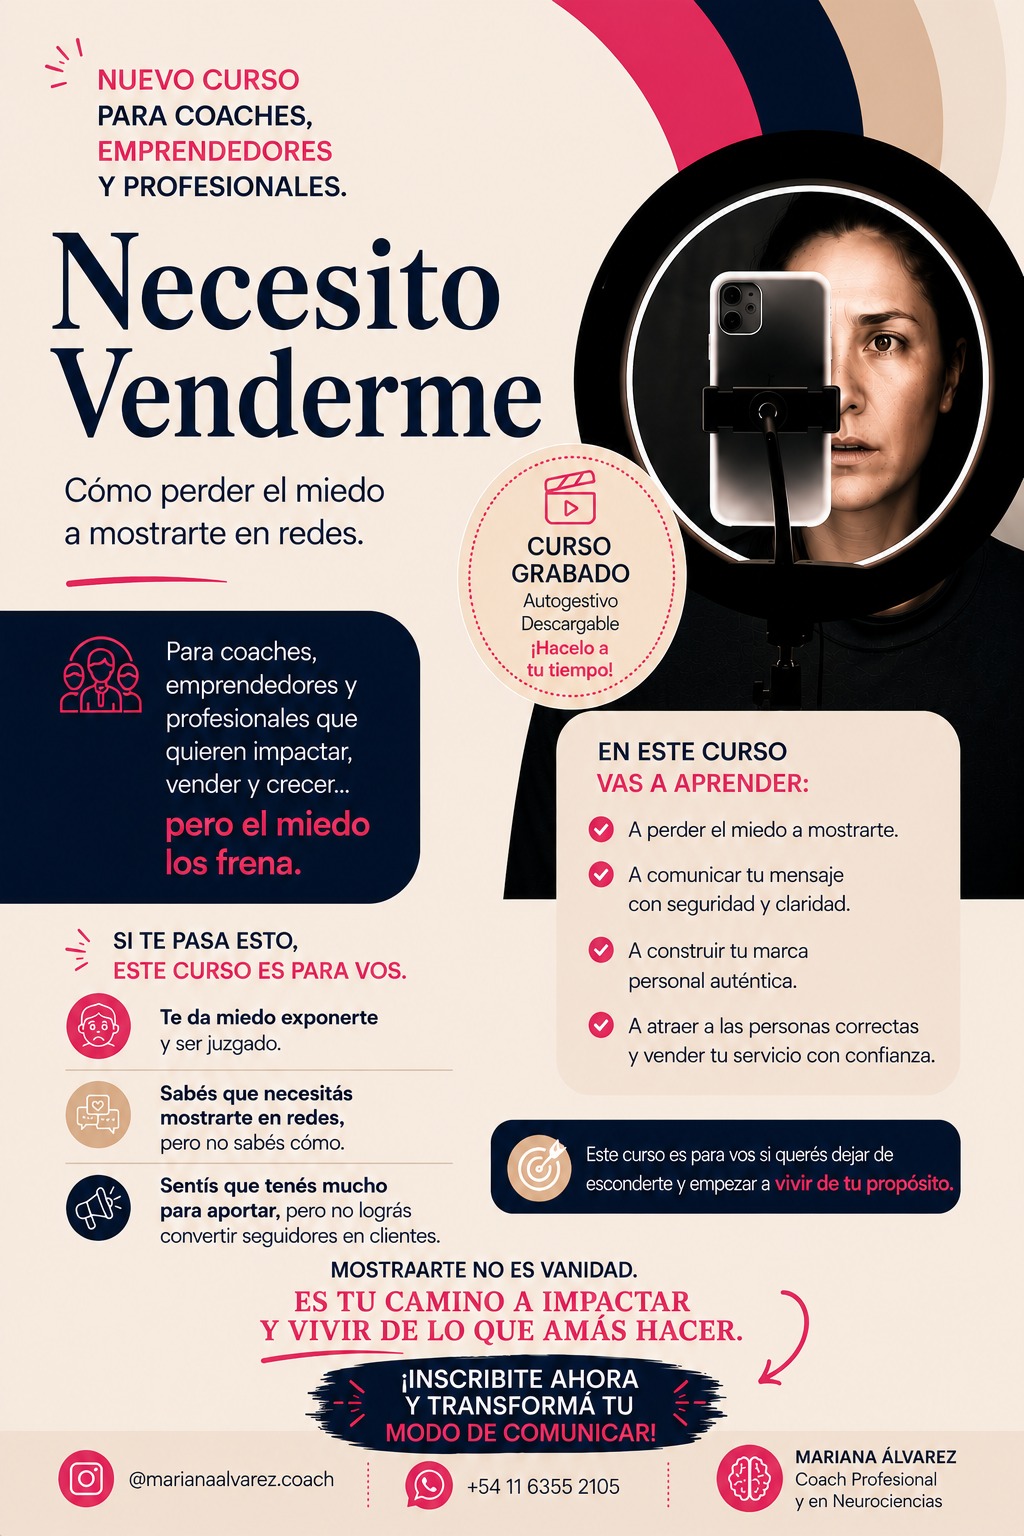 NUEVO CURSO
PARA COACHES,
EMPRENDEDORES
Y PROFESIONALES.
Necesito
Venderme
Cómo perder el miedo
a mostrarte en redes.
CURSO
GRABADO
Autogestivo
Descargable
¡Hacelo a
tu tiempo!
Para coaches,
emprendedores y
profesionales que
quieren impactar,
vender y crecer...
pero el miedo
los frena.
EN ESTE CURSO
VAS A APRENDER:
A perder el miedo a mostrarte.
A comunicar tu mensaje
con seguridad y claridad.
A construir tu marca
personal auténtica.
A atraer a las personas correctas
y vender tu servicio con confianza.
SI TE PASA ESTO,
ESTE CURSO ES PARA VOS.
Te da miedo exponerte
y ser juzgado.
Sabés que necesitás
mostrarte en redes,
pero no sabés cómo.
Sentís que tenés mucho
para aportar, pero no lográs
convertir seguidores en clientes.
Este curso es para vos si querés dejar de
esconderte y empezar a vivir de tu propósito.
MOSTRAARTE NO ES VANIDAD.
ES TU CAMINO A IMPACTAR
Y VIVIR DE LO QUE AMÁS HACER.
¡INSCRIBITE AHORA
Y TRANSFORMÁ TU
MODO DE COMUNICAR!
@marianaalvarez.coach
+54 11 6355 2105
MARIANA ÁLVAREZ
Coach Profesional
y en Neurociencias